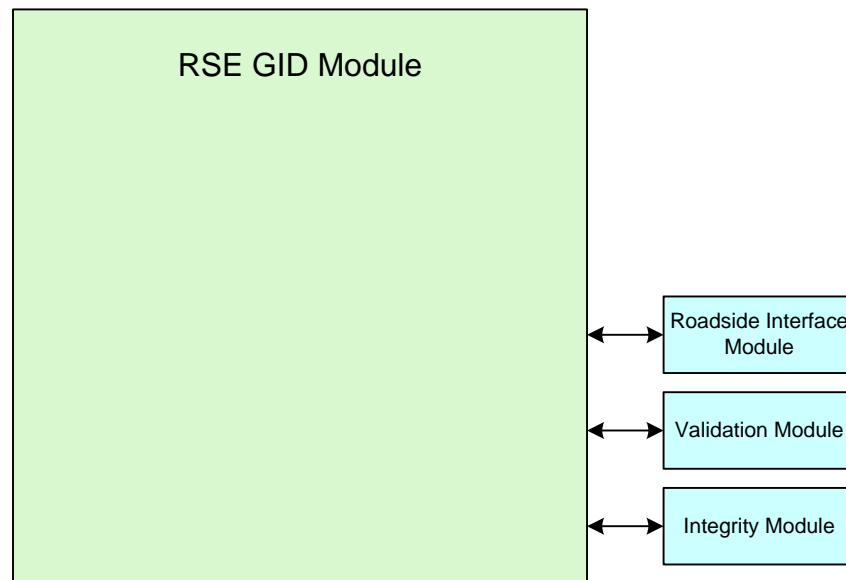 RSE GID Module
Roadside Interface
Module
Validation Module
Integrity Module